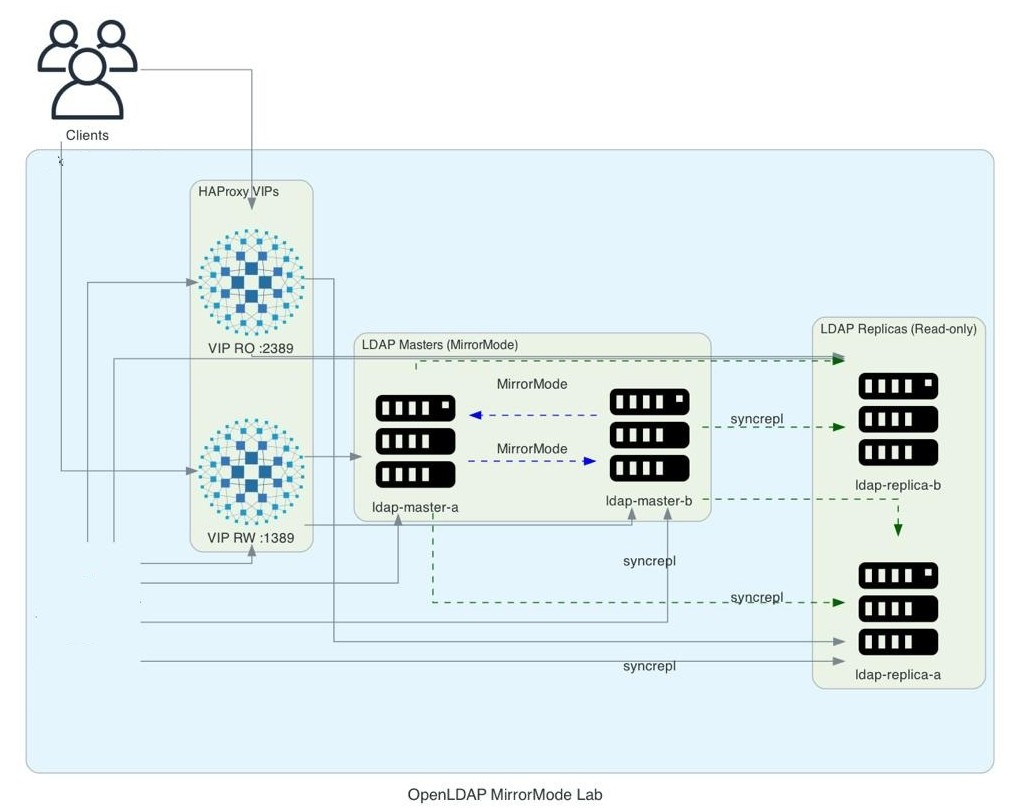 Clients
HAProxy VIPs
VIP RO :2389
LDAP Masters (MirrorMode)
LDAP Replicas (Read-only)
MirrorMode
syncrepl
MirrorMode
ldap-replica-b
ldap-master-a
ldap-master-b
VIP RW :1389
syncrepl
syncrepl
syncrepl
ldap-replica-a
OpenLDAP MirrorMode Lab